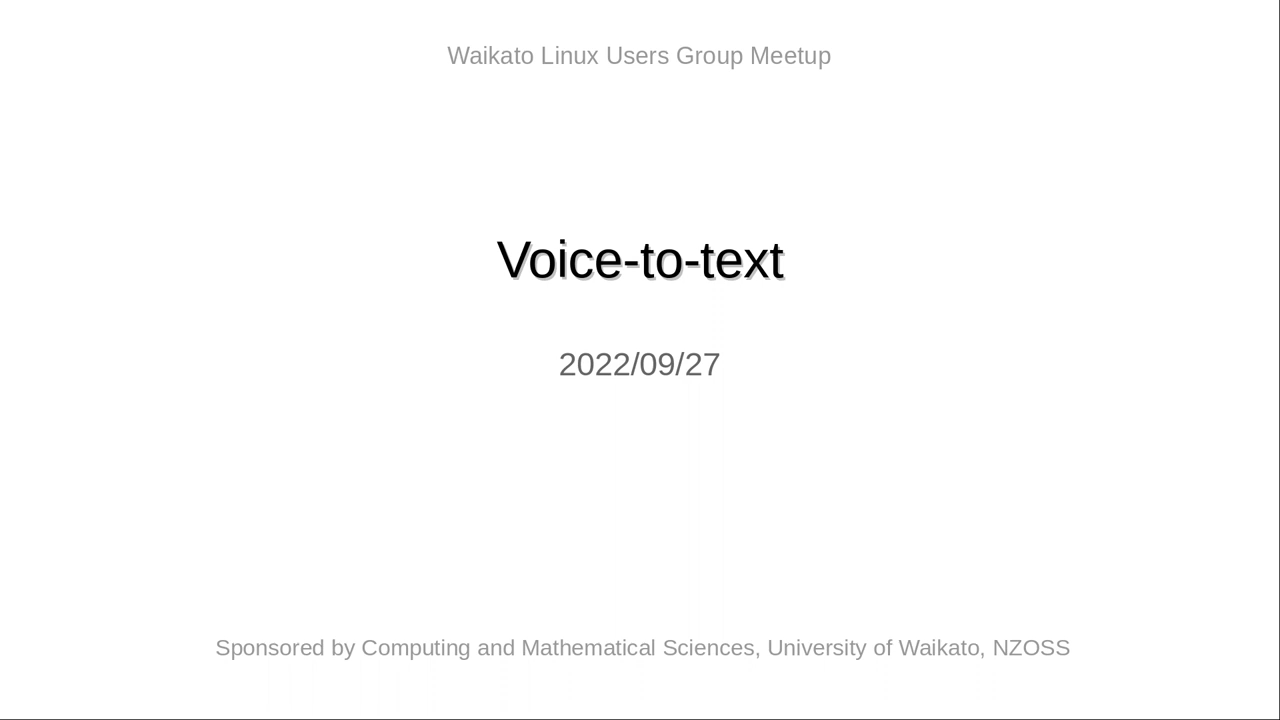 Waikato Linux Users Group Meetup
Voice-to-text
2022/09/27
Sponsored by Computing and Mathematical Sciences, University of Waikato, NZOSS